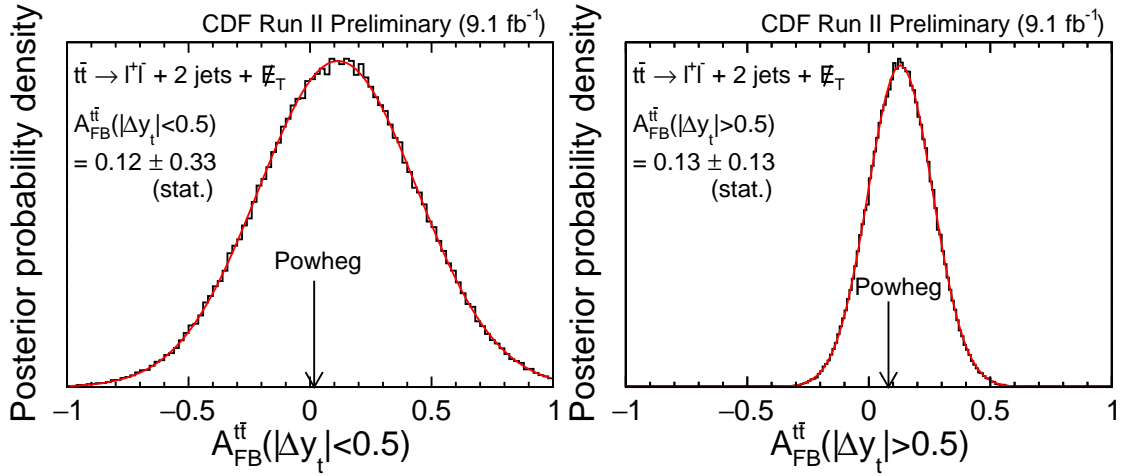 CDF Run II Preliminary (9.1 fb⁻¹)
tt̄ → l⁺l⁻ + 2 jets + E̸_T
A_FB^{tt̄}(|Δy_t|<0.5)
= 0.12 ± 0.33
(stat.)
Powheg
Posterior probability density
−1 −0.5 0 0.5 1
A_FB^{tt̄}(|Δy_t|<0.5)
CDF Run II Preliminary (9.1 fb⁻¹)
tt̄ → l⁺l⁻ + 2 jets + E̸_T
A_FB^{tt̄}(|Δy_t|>0.5)
= 0.13 ± 0.13
(stat.)
Powheg
Posterior probability density
−1 −0.5 0 0.5 1
A_FB^{tt̄}(|Δy_t|>0.5)